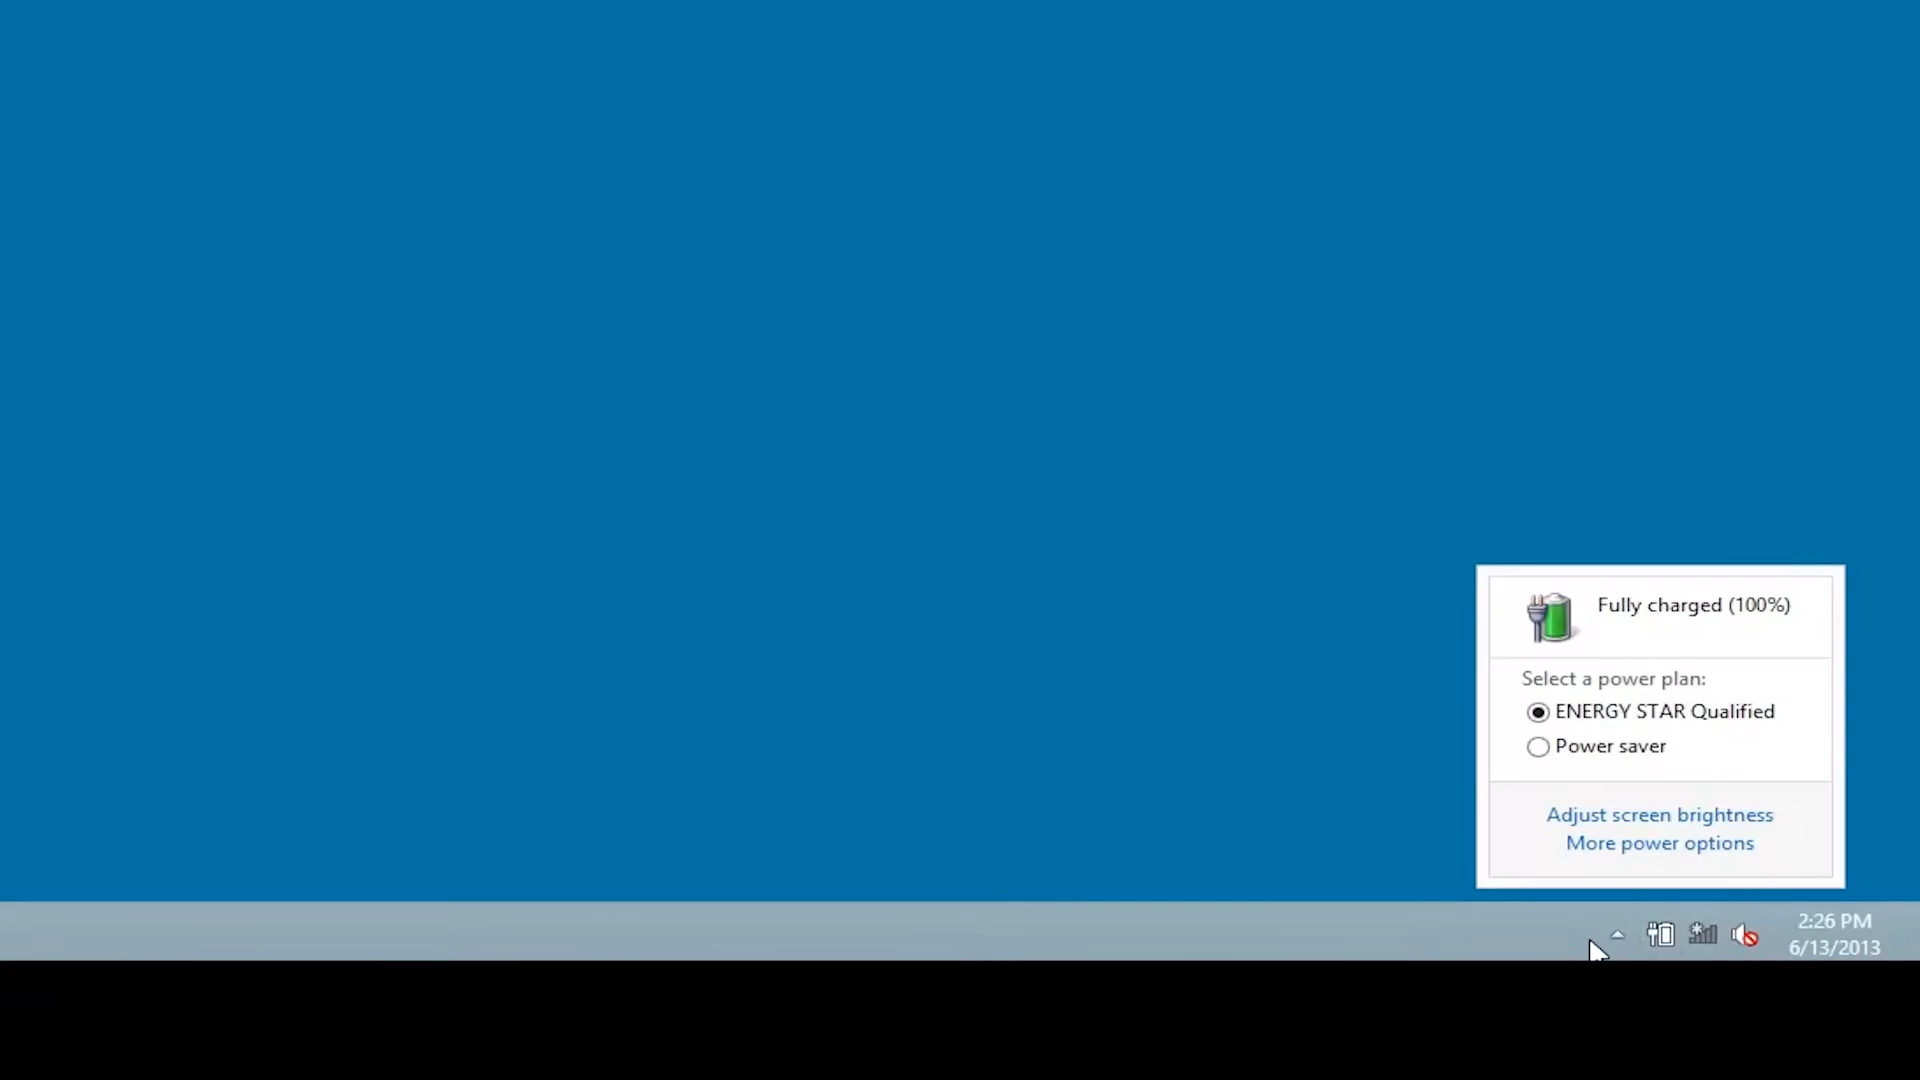 Fully charged (100%)
Select a power plan:
ENERGY STAR Qualified
Power saver
Adjust screen brightness
More power options
2:26 PM
6/13/2013